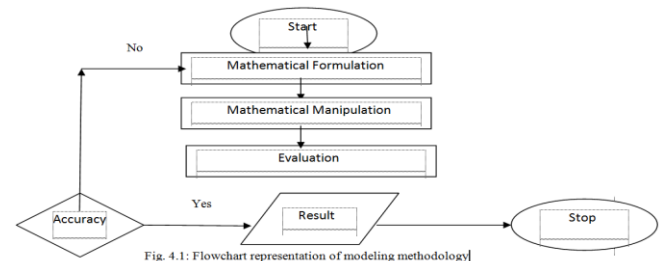 Start
No
Mathematical Formulation
Mathematical Manipulation
Evaluation
Accuracy
Yes
Result
Stop
Fig. 4.1: Flowchart representation of modeling methodology